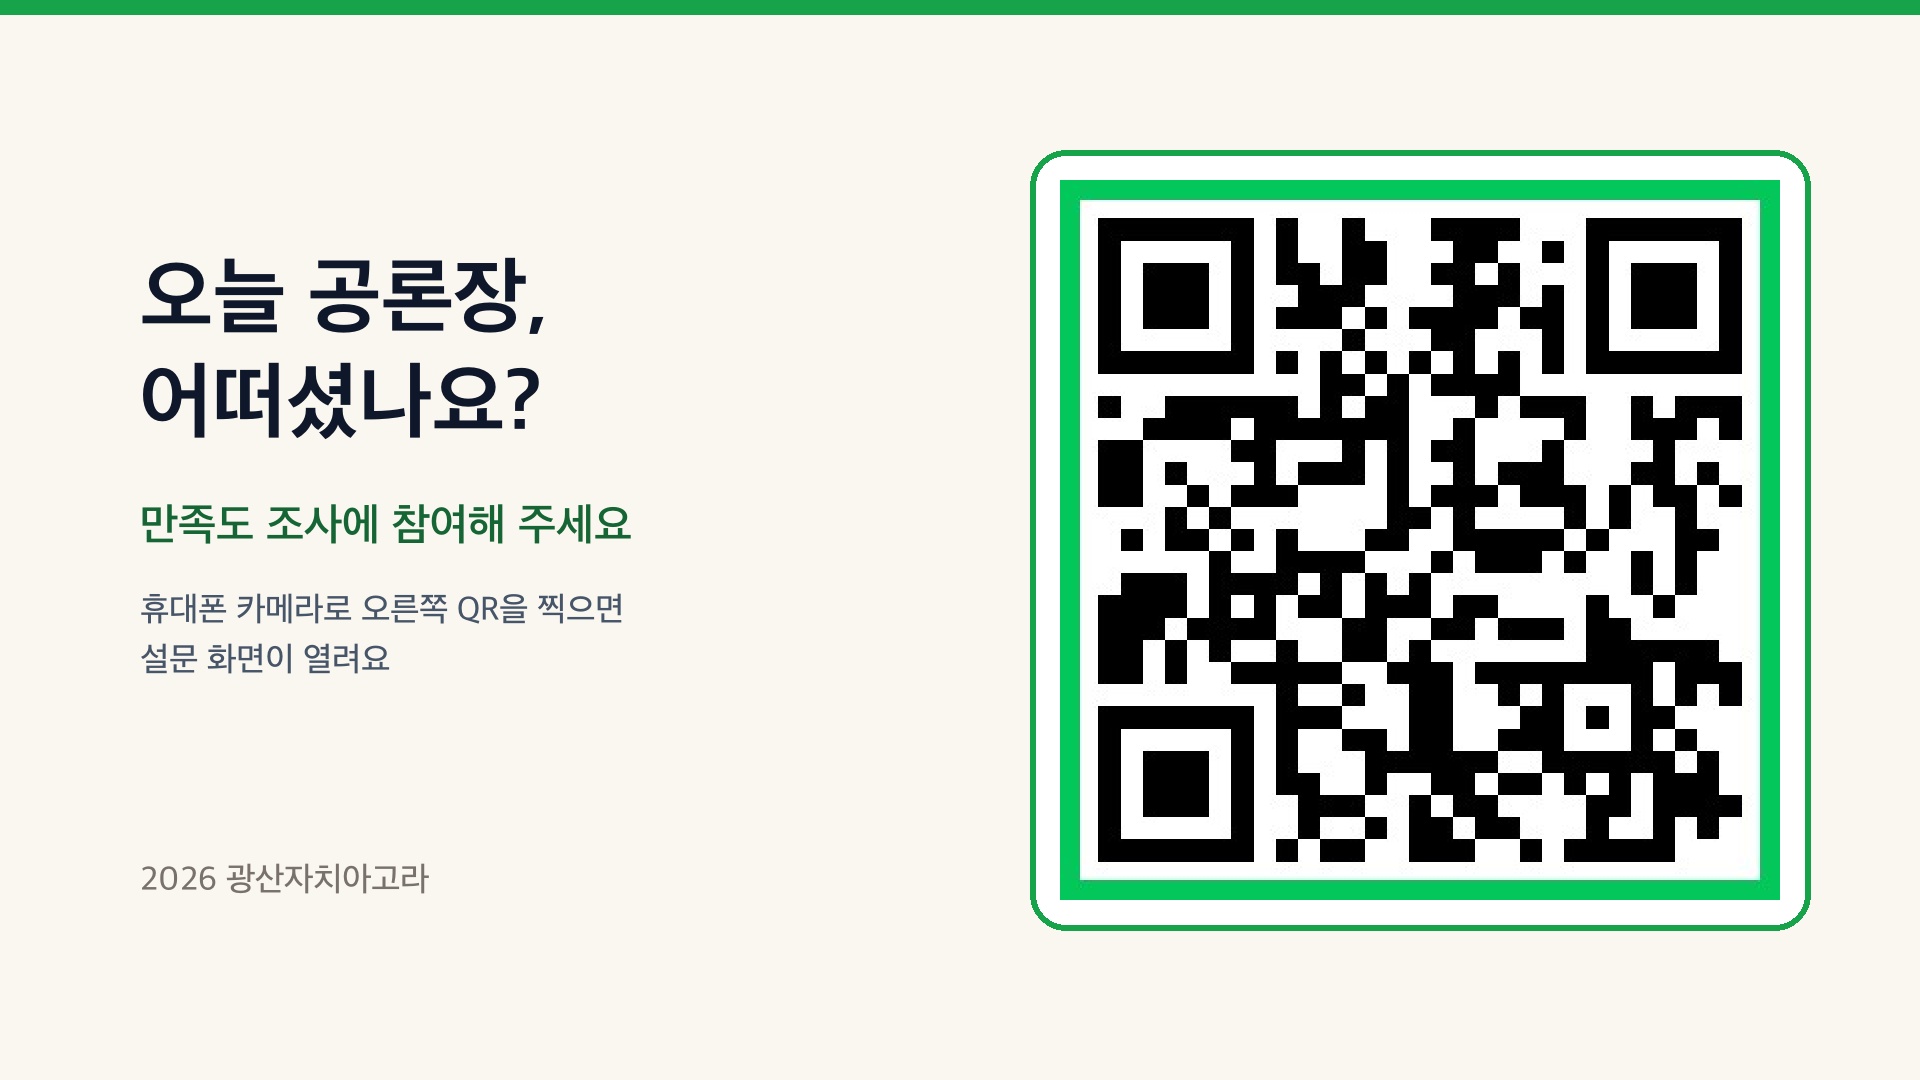 오늘 공론장,
어떠셨나요?
만족도 조사에 참여해 주세요
휴대폰 카메라로 오른쪽 QR을 찍으면
설문 화면이 열려요
2026 광산자치아고라